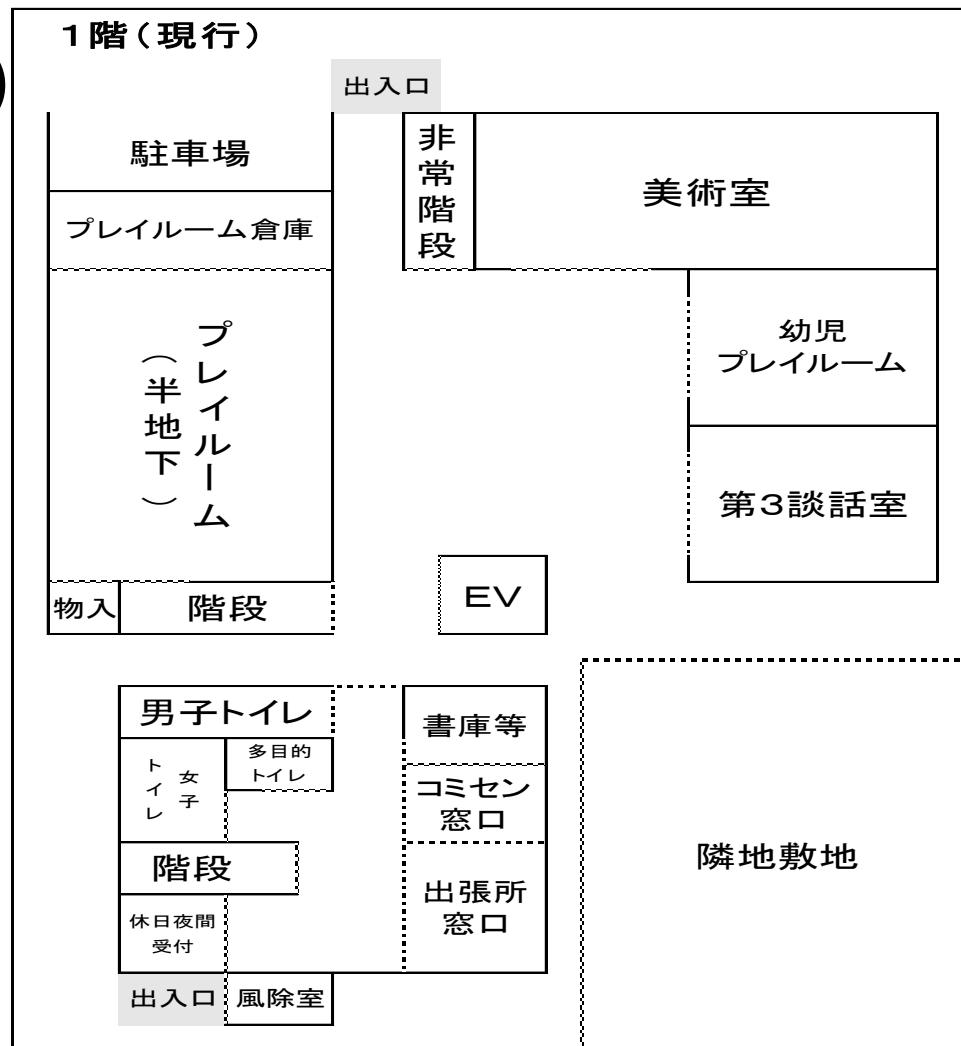 1階(現行)
出入口
駐車場
非常階段
美術室
プレイルーム倉庫
プレイルーム
(半地下)
幼児
プレイルーム
第3談話室
物入
階段
EV
男子トイレ
書庫等
女子
トイレ
多目的
トイレ
コミセン
窓口
隣地敷地
階段
出張所
窓口
休日夜間
受付
出入口
風除室